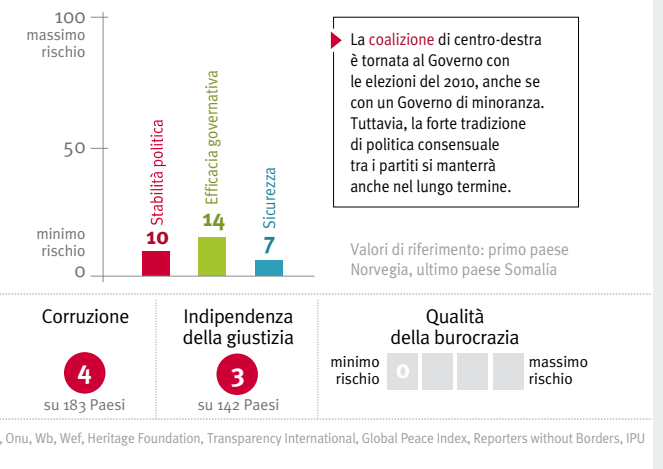 100
massimo
rischio
50
minimo
rischio
0
Stabilità politica
10
Efficacia governativa
14
Sicurezza
7
La coalizione di centro-destra
è tornata al Governo con
le elezioni del 2010, anche se
con un Governo di minoranza.
Tuttavia, la forte tradizione
di politica consensuale
tra i partiti si manterrà
anche nel lungo termine.
Valori di riferimento: primo paese
Norvegia, ultimo paese Somalia
Corruzione
4
su 183 Paesi
Indipendenza
della giustizia
3
su 142 Paesi
Qualità
della burocrazia
minimo
rischio
0
massimo
rischio
, Onu, Wb, Wef, Heritage Foundation, Transparency International, Global Peace Index, Reporters without Borders, IPU